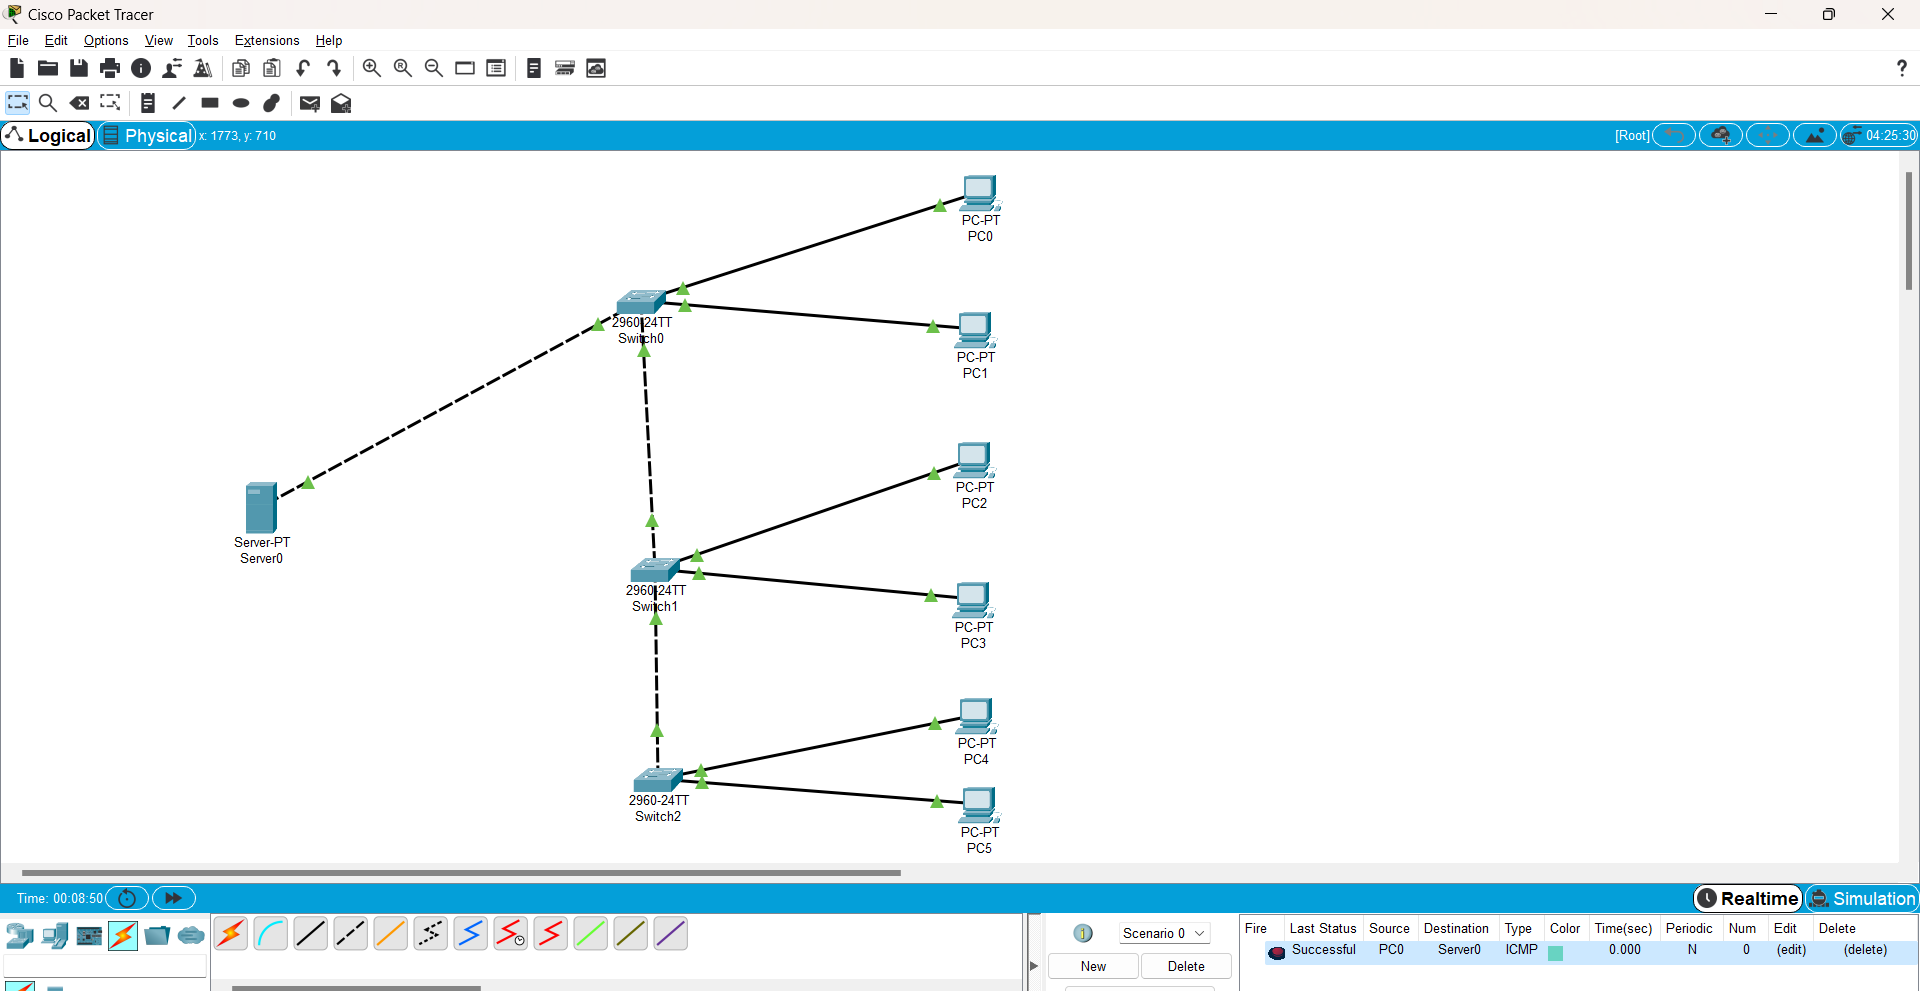 Cisco Packet Tracer
File Edit Options View Tools Extensions Help
?
Logical Physical x: 1773, y: 710 [Root] 04:25:30
PC-PT
PC0
2960-24TT
Switch0
PC-PT
PC1
PC-PT
PC2
Server-PT
Server0
2960-24TT
Switch1
PC-PT
PC3
PC-PT
PC4
2960-24TT
Switch2
PC-PT
PC5
Time: 00:08:50 Realtime Simulation
Scenario 0
New Delete
Fire Last Status Source Destination Type Color Time(sec) Periodic Num Edit Delete
Successful PC0 Server0 ICMP 0.000 N 0 (edit) (delete)